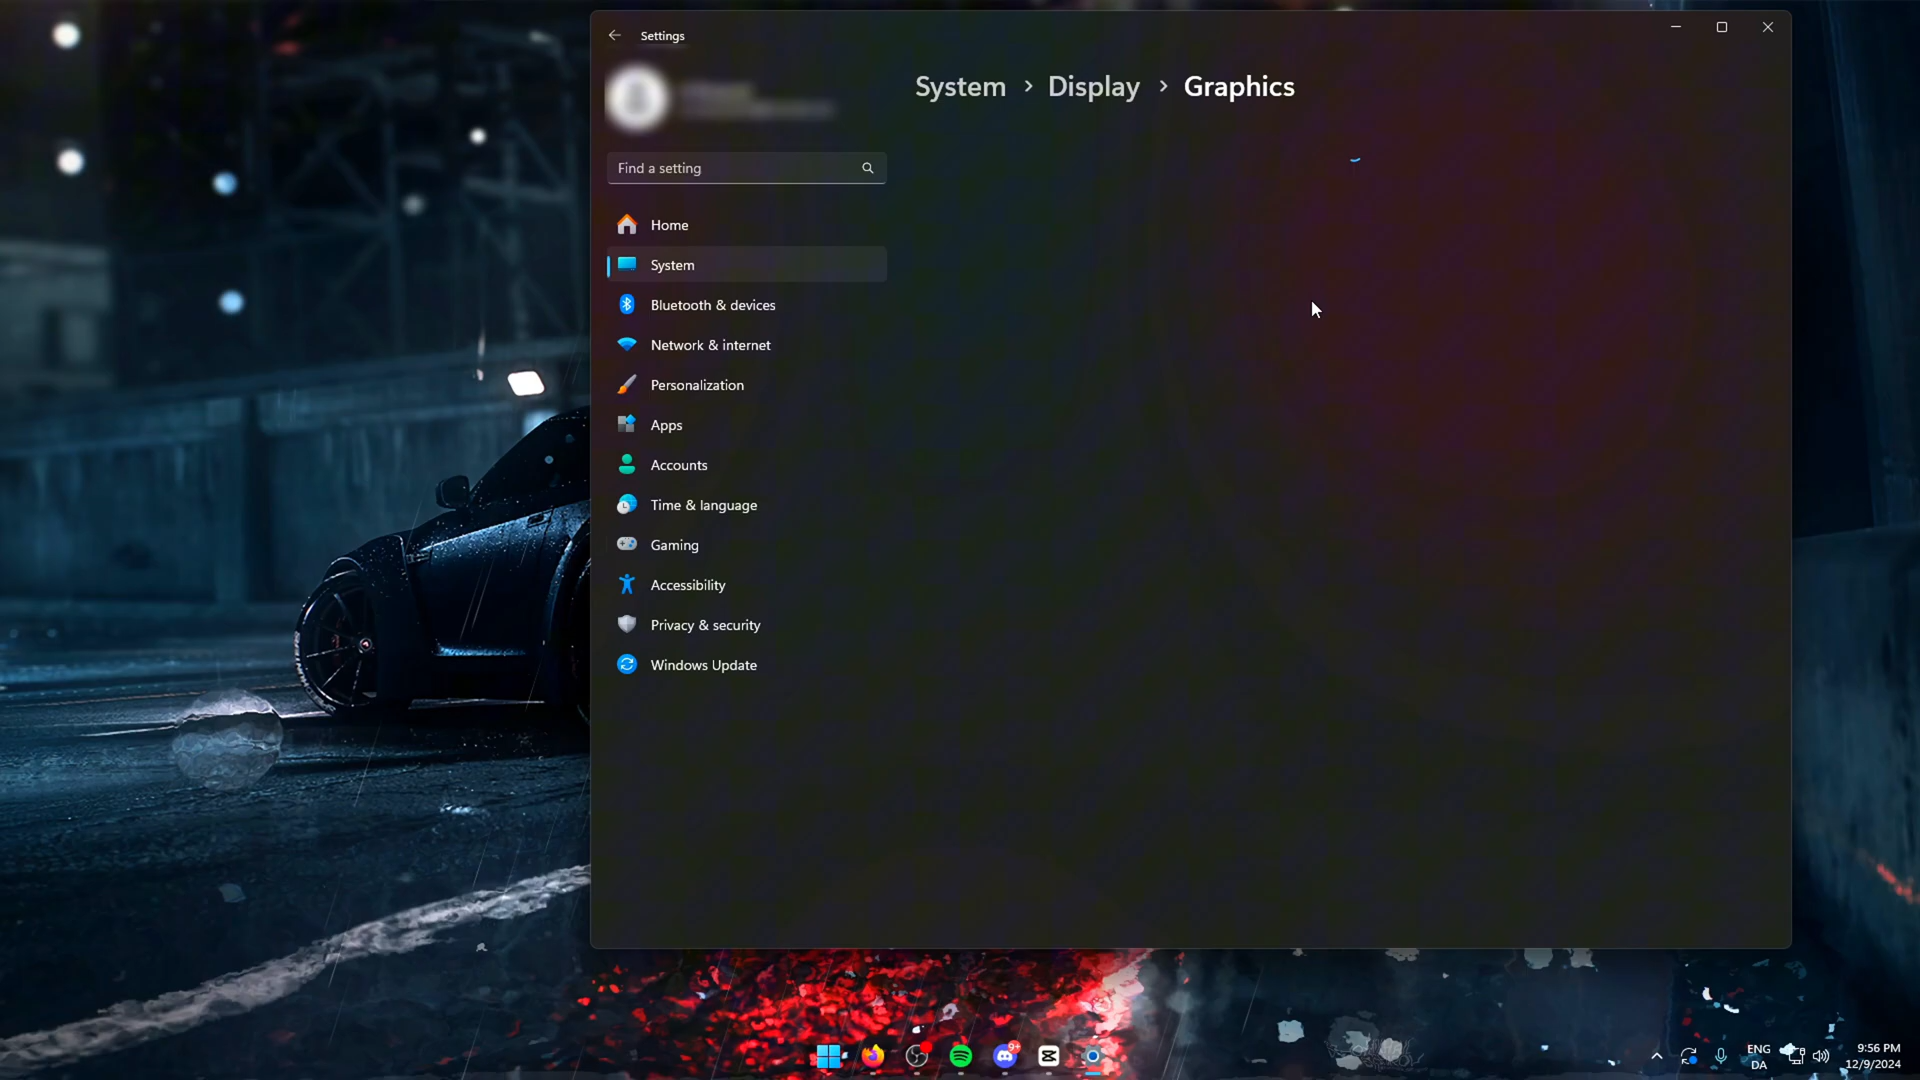 Settings
System > Display > Graphics
Find a setting
Home
System
Bluetooth & devices
Network & internet
Personalization
Apps
Accounts
Time & language
Gaming
Accessibility
Privacy & security
Windows Update
9+
ENG
DA
9:56 PM
12/9/2024